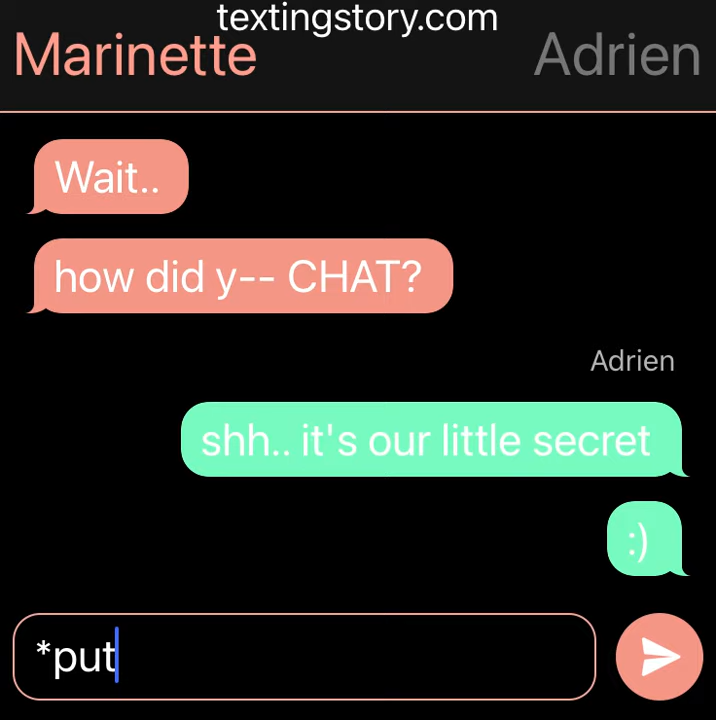 textingstory.com
Marinette Adrien
Wait..
how did y-- CHAT?
Adrien
shh.. it's our little secret
:)
*put